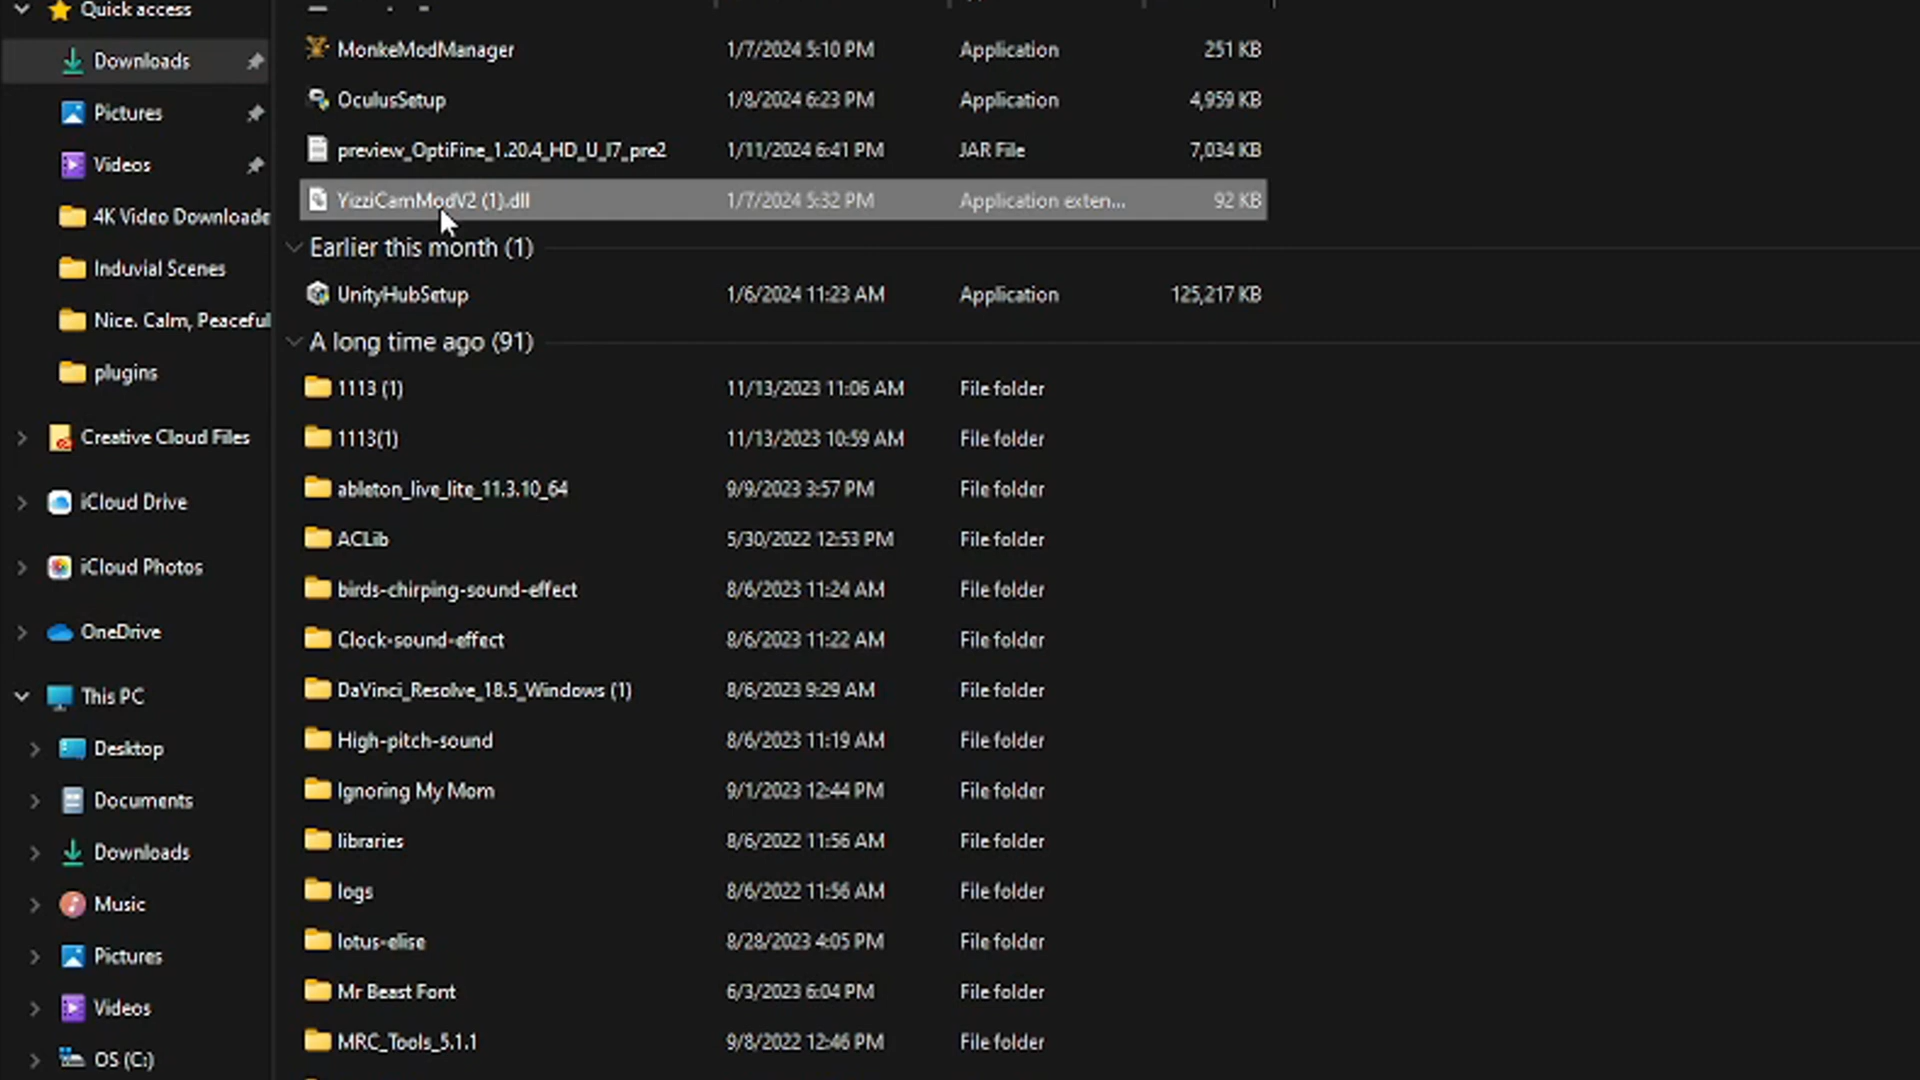 Quick access
Downloads
Pictures
Videos
4K Video Downloade
Induvial Scenes
Nice. Calm, Peaceful
plugins
Creative Cloud Files
iCloud Drive
iCloud Photos
OneDrive
This PC
Desktop
Documents
Downloads
Music
Pictures
Videos
OS (C:)
MonkeModManager 1/7/2024 5:10 PM Application 251 KB
OculusSetup 1/8/2024 6:23 PM Application 4,959 KB
preview_OptiFine_1.20.4_HD_U_I7_pre2 1/11/2024 6:41 PM JAR File 7,034 KB
YizziCamModV2 (1).dll 1/7/2024 5:32 PM Application exten... 92 KB
Earlier this month (1)
UnityHubSetup 1/6/2024 11:23 AM Application 125,217 KB
A long time ago (91)
1113 (1) 11/13/2023 11:06 AM File folder
1113(1) 11/13/2023 10:59 AM File folder
ableton_live_lite_11.3.10_64 9/9/2023 3:57 PM File folder
ACLib 5/30/2022 12:53 PM File folder
birds-chirping-sound-effect 8/6/2023 11:24 AM File folder
Clock-sound-effect 8/6/2023 11:22 AM File folder
DaVinci_Resolve_18.5_Windows (1) 8/6/2023 9:29 AM File folder
High-pitch-sound 8/6/2023 11:19 AM File folder
Ignoring My Mom 9/1/2023 12:44 PM File folder
libraries 8/6/2022 11:56 AM File folder
logs 8/6/2022 11:56 AM File folder
lotus-elise 8/28/2023 4:05 PM File folder
Mr Beast Font 6/3/2023 6:04 PM File folder
MRC_Tools_5.1.1 9/8/2022 12:46 PM File folder